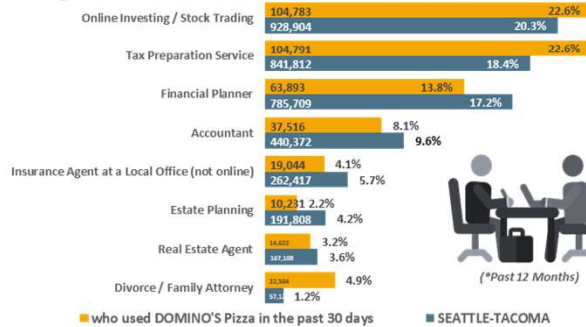 Online Investing / Stock Trading
104,783 22.6%
928,904 20.3%
Tax Preparation Service
104,791 22.6%
841,812 18.4%
Financial Planner
63,893 13.8%
785,709 17.2%
Accountant
37,516 8.1%
440,372 9.6%
Insurance Agent at a Local Office (not online)
19,044 4.1%
262,417 5.7%
Estate Planning
10,231 2.2%
191,808 4.2%
Real Estate Agent
14,622 3.2%
167,108 3.6%
Divorce / Family Attorney
22,504 4.9%
1.2%
(*Past 12 Months)
who used DOMINO'S Pizza in the past 30 days
SEATTLE-TACOMA